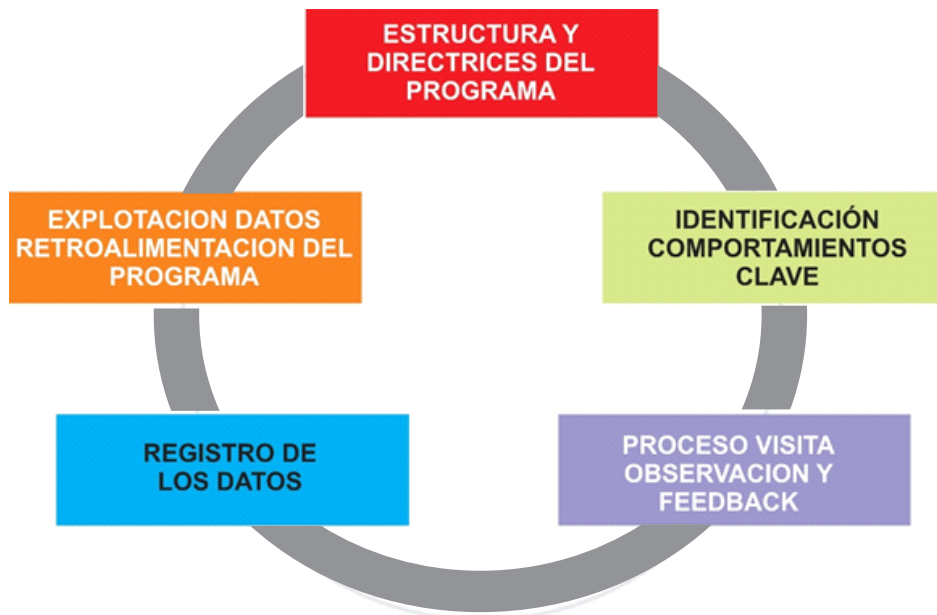 ESTRUCTURA Y
DIRECTRICES DEL
PROGRAMA
EXPLOTACION DATOS
RETROALIMENTACION DEL
PROGRAMA
IDENTIFICACIÓN
COMPORTAMIENTOS
CLAVE
REGISTRO DE
LOS DATOS
PROCESO VISITA
OBSERVACION Y
FEEDBACK